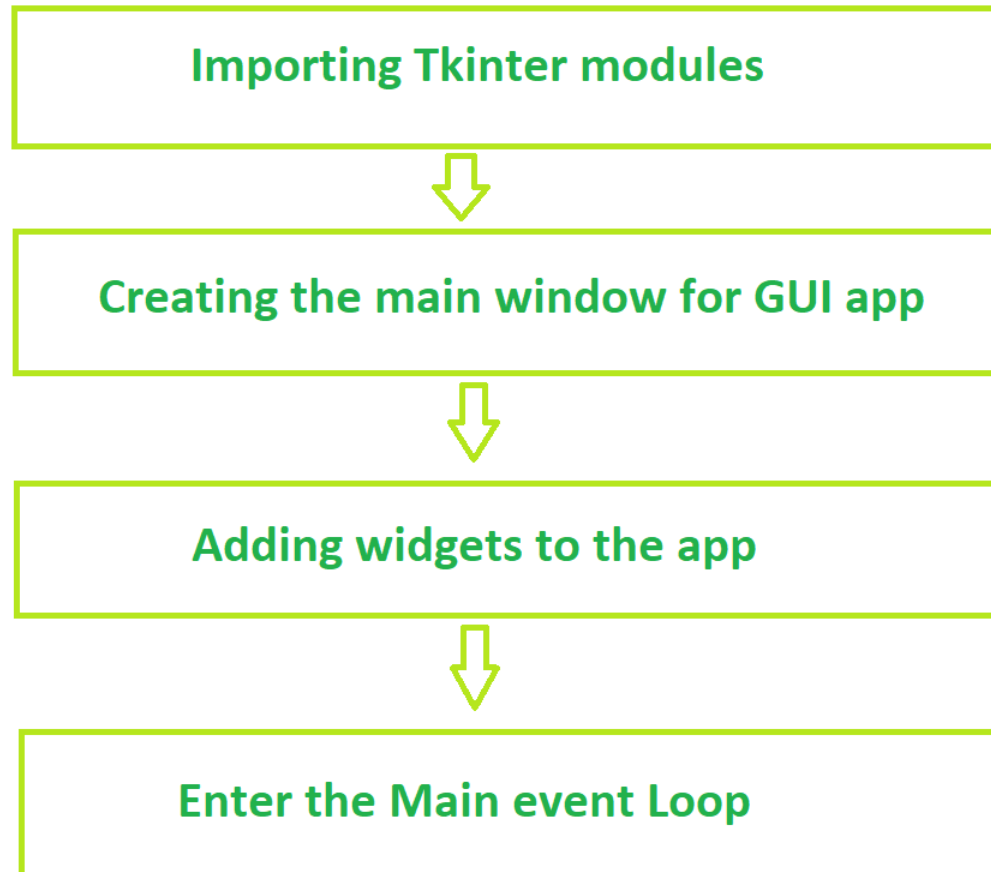 Importing Tkinter modules
Creating the main window for GUI app
Adding widgets to the app
Enter the Main event Loop